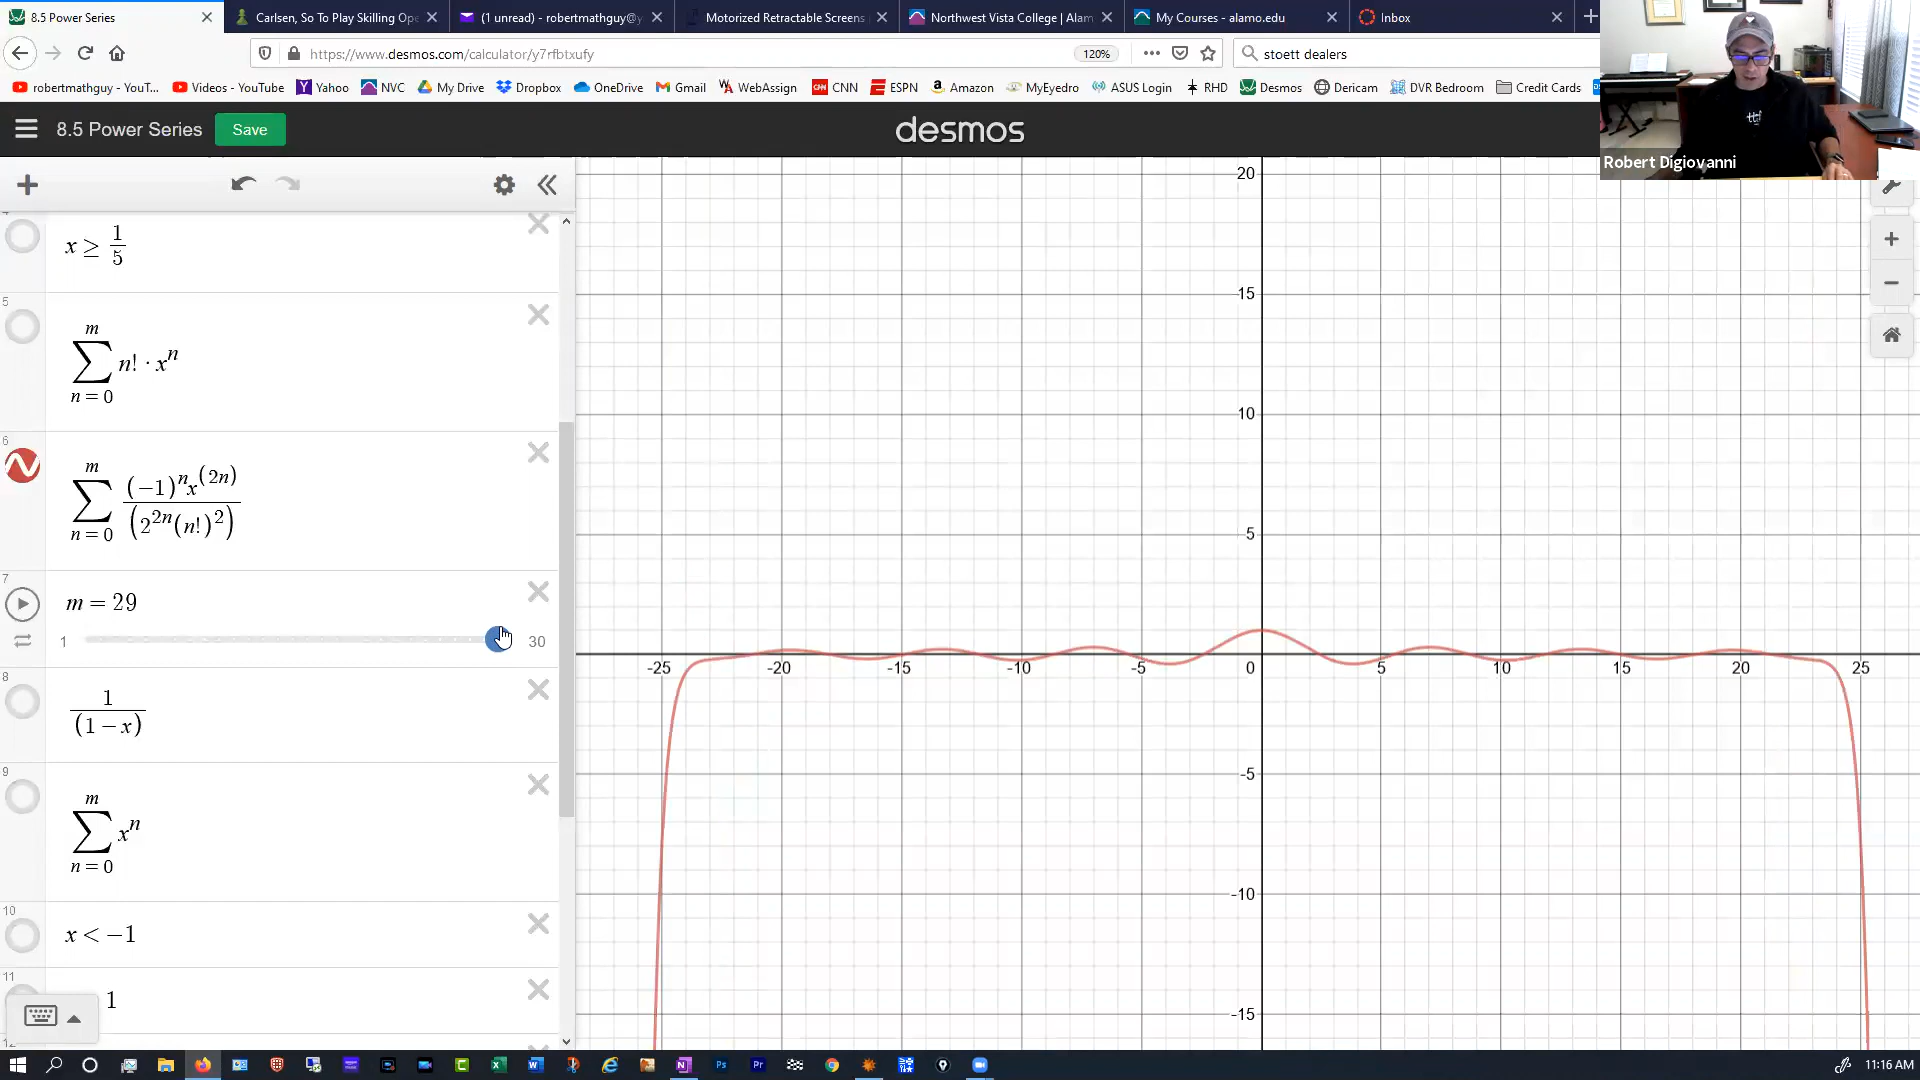 8.5 Power Series
Carlsen, So To Play Skilling Ope
(1 unread) - robertmathguy@y
Motorized Retractable Screens
Northwest Vista College | Alam
My Courses - alamo.edu
Inbox
https://www.desmos.com/calculator/y7rfbtxufy
120%
stoett dealers
robertmathguy - YouT...
Videos - YouTube
Yahoo
NVC
My Drive
Dropbox
OneDrive
Gmail
WebAssign
CNN
ESPN
Amazon
MyEyedro
ASUS Login
RHD
Desmos
Dericam
DVR Bedroom
Credit Cards
8.5 Power Series
Save
desmos
Robert Digiovanni
x ≥ 1/5
5
m
∑ n! · x^n
n = 0
6
m
∑ (−1)^n x^(2n) / (2^2n (n!)^2)
n = 0
7
m = 29
1
30
8
1 / (1 − x)
9
m
∑ x^n
n = 0
10
x < −1
11
1
20
15
10
5
-25 -20 -15 -10 -5 0 5 10 15 20 25
-5
-10
-15
11:16 AM